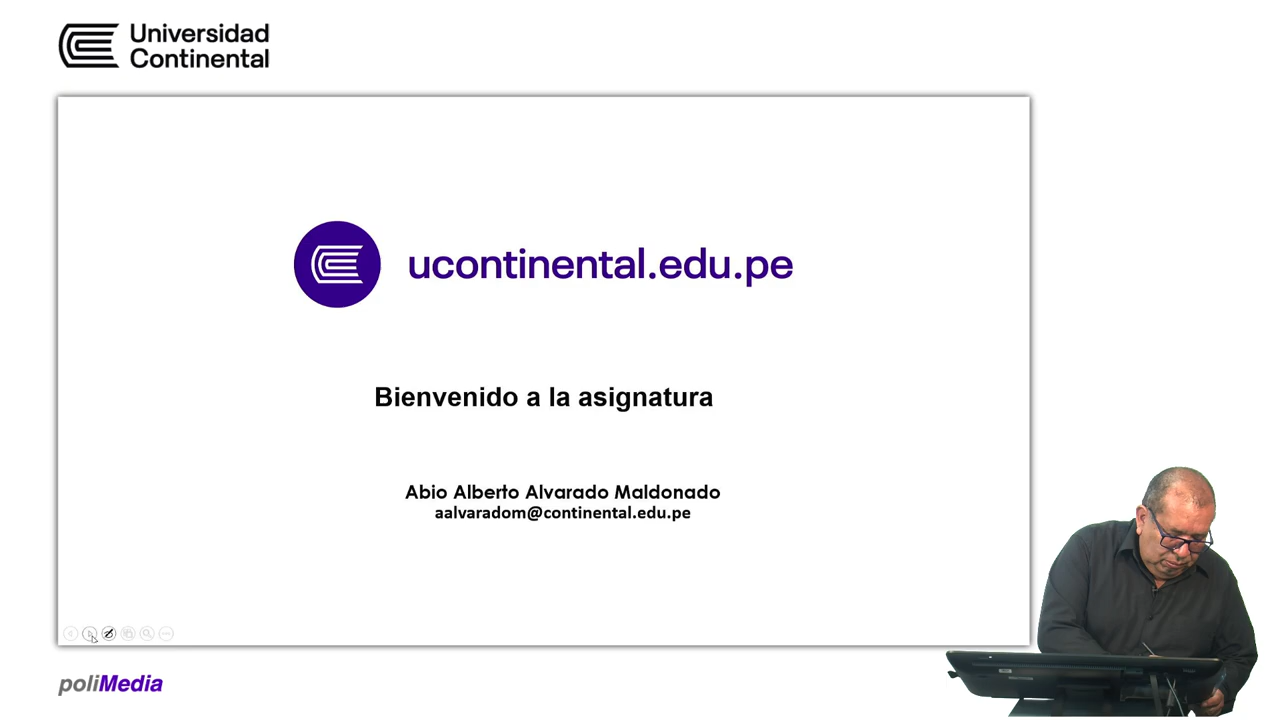 Universidad
Continental
ucontinental.edu.pe
Bienvenido a la asignatura
Abio Alberto Alvarado Maldonado
aalvaradom@continental.edu.pe
poliMedia